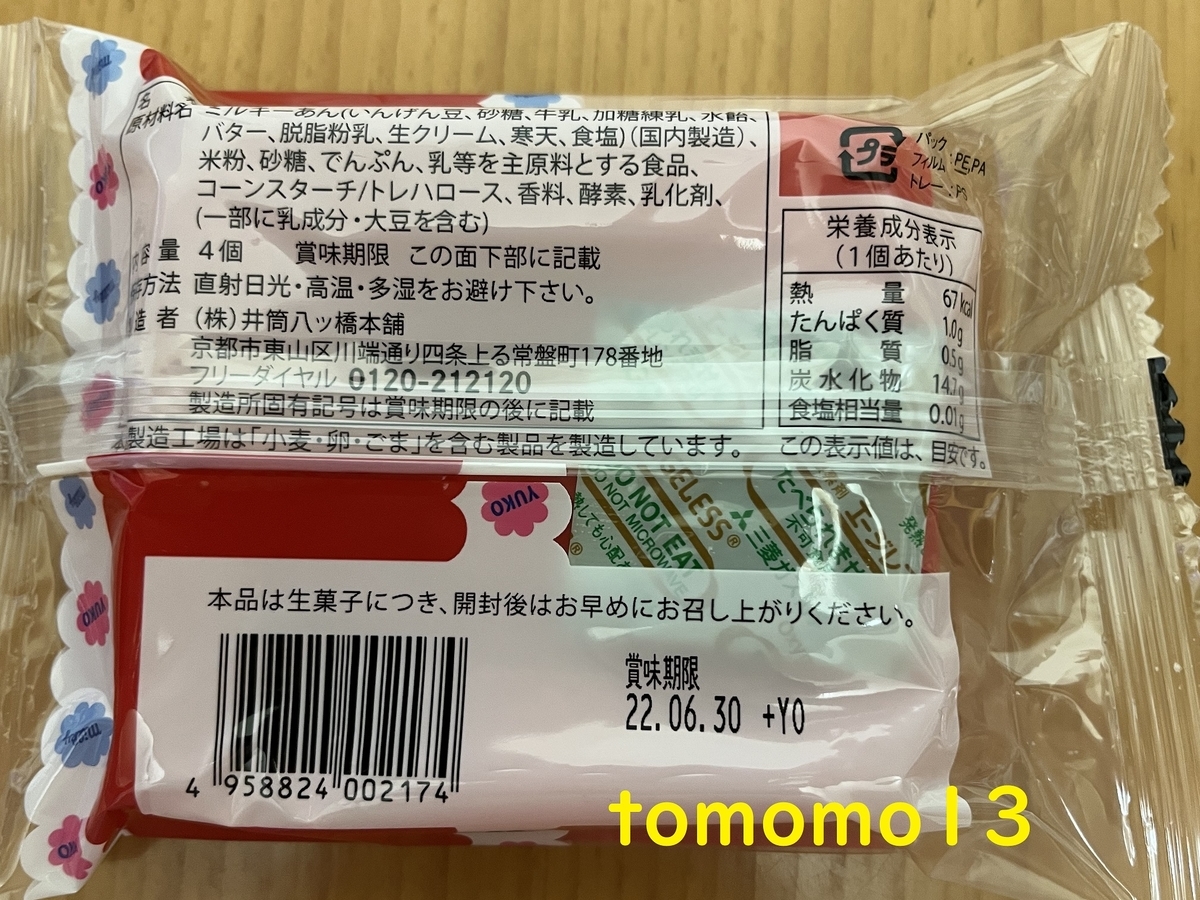 名
原材料名 ミルキーあん(いんげん豆、砂糖、牛乳、加糖練乳、水飴、
バター、脱脂粉乳、生クリーム、寒天、食塩)(国内製造)、
米粉、砂糖、でんぷん、乳等を主原料とする食品、
コーンスターチ/トレハロース、香料、酵素、乳化剤、
(一部に乳成分・大豆を含む)
内容量 4個 賞味期限 この面下部に記載
方法 直射日光・高温・多湿をお避け下さい。
造者 (株)井筒八ッ橋本舗
京都市東山区川端通り四条上る常盤町178番地
フリーダイヤル 0120-212120
製造所固有記号は賞味期限の後に記載
製造工場は「小麦・卵・ごま」を含む製品を製造しています。
プラ
パック
フィルム:PE,PA
トレー:PS
栄養成分表示
(1個あたり)
熱量 67kcal
たんぱく質 1.0g
脂質 0.5g
炭水化物 14.7g
食塩相当量 0.01g
この表示値は、目安です。
milky
YUKO
YUKO
YUKO
milky
YUKO
ELESS®
DO NOT EAT
DO NOT MICROWAVE
三菱ガス
不可
発熱
本品は生菓子につき、開封後はお早めにお召し上がりください。
賞味期限
22.06.30 +YO
4 958824 002174
tomomo13